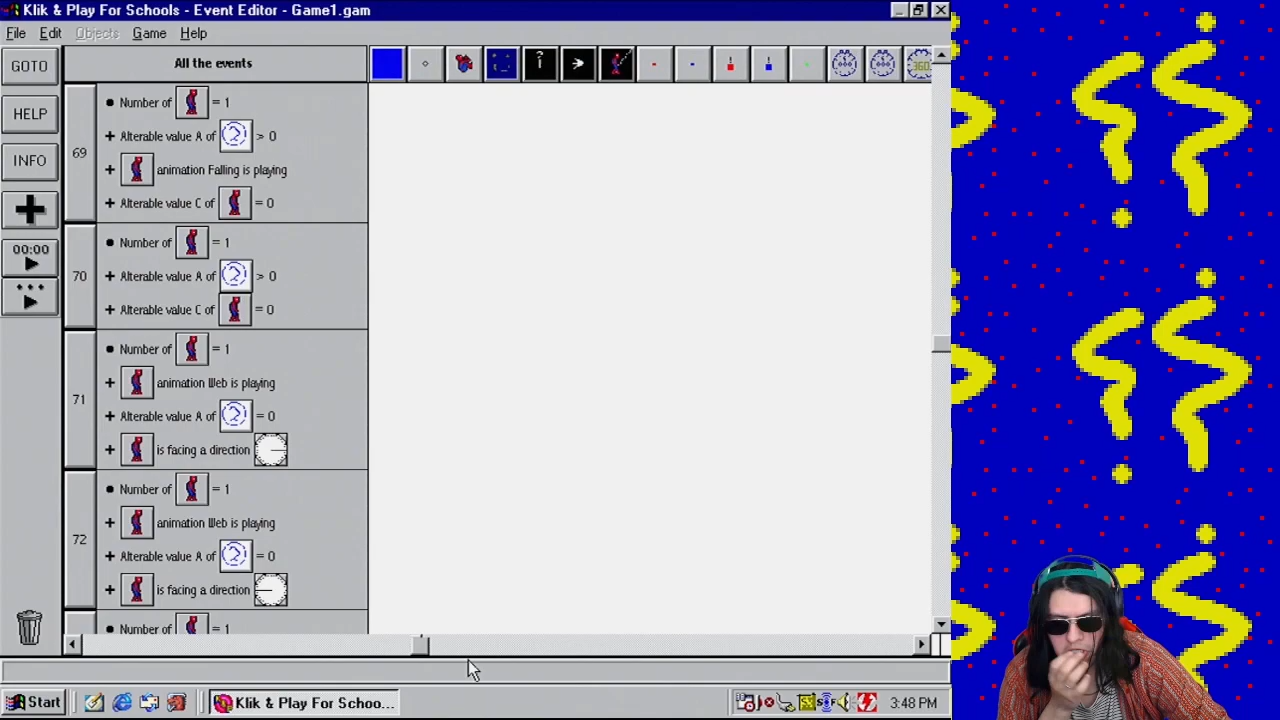 Klik & Play For Schools - Event Editor - Game1.gam
File Edit Objects Game Help
GOTO
All the events
HELP
INFO
00:00
69
Number of = 1
+ Alterable value A of > 0
+ animation Falling is playing
+ Alterable value C of = 0
70
Number of = 1
+ Alterable value A of > 0
+ Alterable value C of = 0
71
Number of = 1
+ animation Web is playing
+ Alterable value A of = 0
+ is facing a direction
72
Number of = 1
+ animation Web is playing
+ Alterable value A of = 0
+ is facing a direction
Number of = 1
Start
Klik & Play For Schoo...
3:48 PM